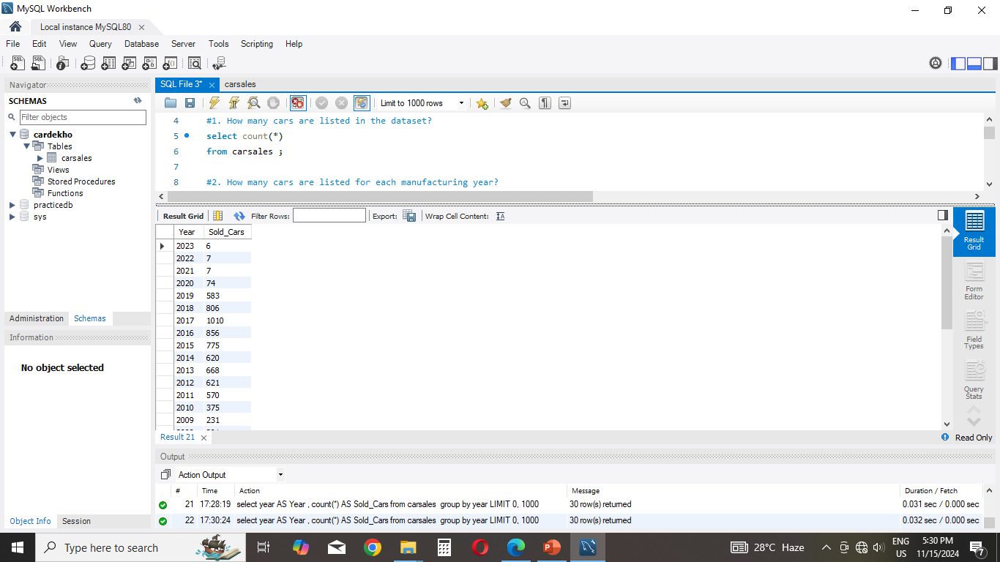 MySQL Workbench
Local instance MySQL80
File Edit View Query Database Server Tools Scripting Help
Navigator
SCHEMAS
Filter objects
cardekho
Tables
carsales
Views
Stored Procedures
Functions
practicedb
sys
Administration Schemas
Information
No object selected
Object Info Session
SQL File 3* carsales
Limit to 1000 rows
4 #1. How many cars are listed in the dataset?
5 select count(*)
6 from carsales ;
7
8 #2. How many cars are listed for each manufacturing year?
Result Grid Filter Rows: Export: Wrap Cell Content:
Year Sold_Cars
2023 6
2022 7
2021 7
2020 74
2019 583
2018 806
2017 1010
2016 856
2015 775
2014 620
2013 668
2012 621
2011 570
2010 375
2009 231
Result Grid
Form Editor
Field Types
Query Stats
Result 21
Read Only
Output
Action Output
# Time Action Message Duration / Fetch
21 17:28:19 select year AS Year , count(*) AS Sold_Cars from carsales group by year LIMIT 0, 1000 30 row(s) returned 0.031 sec / 0.000 sec
22 17:30:24 select year AS Year , count(*) AS Sold_Cars from carsales group by year LIMIT 0, 1000 30 row(s) returned 0.032 sec / 0.000 sec
Type here to search
28°C Haze
ENG
US
5:30 PM
11/15/2024
7